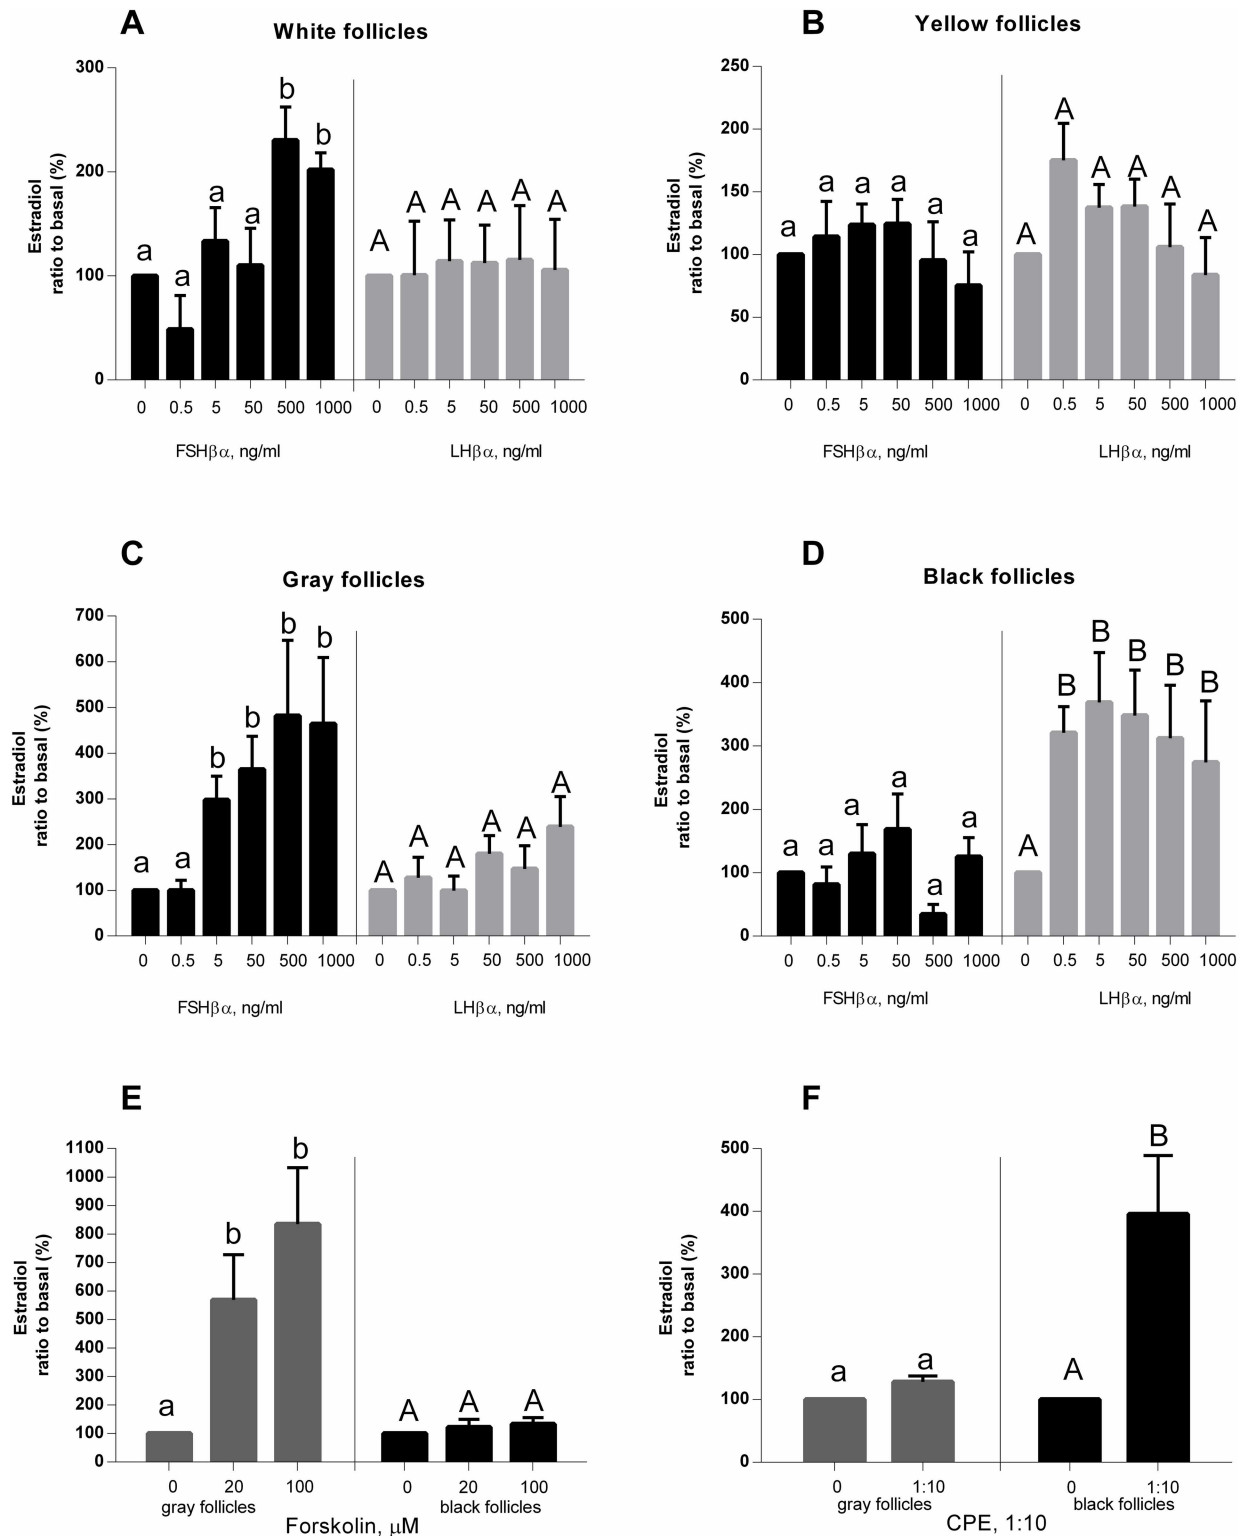 A
White follicles
Estradiol
ratio to basal (%)
300
200
100
0
a
a
a
a
b
b
A
A
A
A
A
A
0 0.5 5 50 500 1000 0 0.5 5 50 500 1000
FSHβα, ng/ml LHβα, ng/ml
B
Yellow follicles
Estradiol
ratio to basal (%)
250
200
150
100
50
0
a
a
a
a
a
a
A
A
A
A
A
A
0 0.5 5 50 500 1000 0 0.5 5 50 500 1000
FSHβα, ng/ml LHβα, ng/ml
C
Gray follicles
Estradiol
ratio to basal (%)
700
600
500
400
300
200
100
0
a
a
b
b
b
b
A
A
A
A
A
A
0 0.5 5 50 500 1000 0 0.5 5 50 500 1000
FSHβα, ng/ml LHβα, ng/ml
D
Black follicles
Estradiol
ratio to basal (%)
500
400
300
200
100
0
a
a
a
a
a
a
A
B
B
B
B
B
0 0.5 5 50 500 1000 0 0.5 5 50 500 1000
FSHβα, ng/ml LHβα, ng/ml
E
Estradiol
ratio to basal (%)
1100
1000
900
800
700
600
500
400
300
200
100
0
a
b
b
A
A
A
0 20 100 0 20 100
gray follicles black follicles
Forskolin, μM
F
Estradiol
ratio to basal (%)
500
400
300
200
100
0
a
a
A
B
0 1:10 0 1:10
gray follicles black follicles
CPE, 1:10